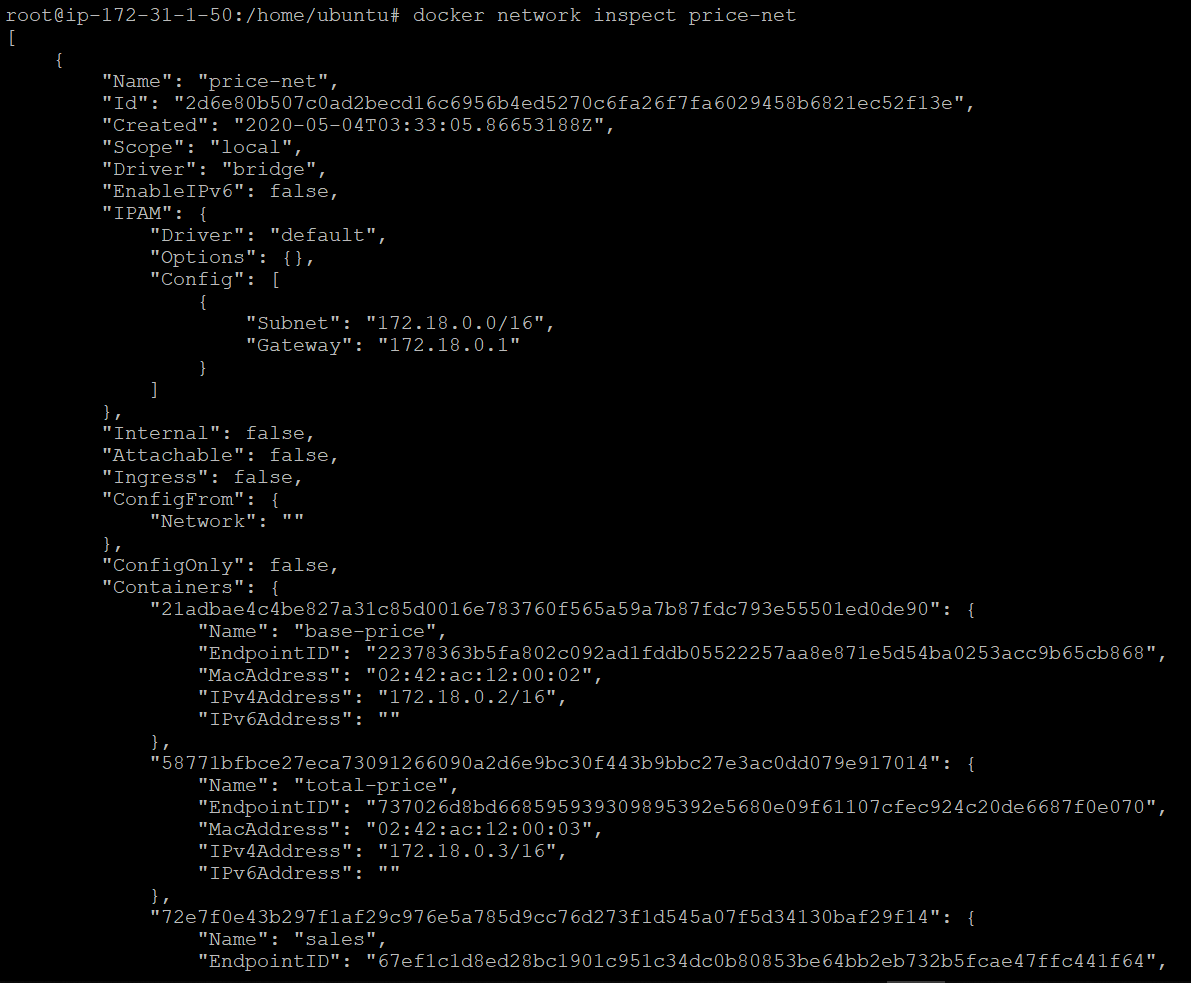 root@ip-172-31-1-50:/home/ubuntu# docker network inspect price-net
[
    {
        "Name": "price-net",
        "Id": "2d6e80b507c0ad2becd16c6956b4ed5270c6fa26f7fa6029458b6821ec52f13e",
        "Created": "2020-05-04T03:33:05.86653188Z",
        "Scope": "local",
        "Driver": "bridge",
        "EnableIPv6": false,
        "IPAM": {
            "Driver": "default",
            "Options": {},
            "Config": [
                {
                    "Subnet": "172.18.0.0/16",
                    "Gateway": "172.18.0.1"
                }
            ]
        },
        "Internal": false,
        "Attachable": false,
        "Ingress": false,
        "ConfigFrom": {
            "Network": ""
        },
        "ConfigOnly": false,
        "Containers": {
            "21adbae4c4be827a31c85d0016e783760f565a59a7b87fdc793e55501ed0de90": {
                "Name": "base-price",
                "EndpointID": "22378363b5fa802c092ad1fddb05522257aa8e871e5d54ba0253acc9b65cb868",
                "MacAddress": "02:42:ac:12:00:02",
                "IPv4Address": "172.18.0.2/16",
                "IPv6Address": ""
            },
            "58771bfbce27eca73091266090a2d6e9bc30f443b9bbc27e3ac0dd079e917014": {
                "Name": "total-price",
                "EndpointID": "737026d8bd668595939309895392e5680e09f61107cfec924c20de6687f0e070",
                "MacAddress": "02:42:ac:12:00:03",
                "IPv4Address": "172.18.0.3/16",
                "IPv6Address": ""
            },
            "72e7f0e43b297f1af29c976e5a785d9cc76d273f1d545a07f5d34130baf29f14": {
                "Name": "sales",
                "EndpointID": "67ef1c1d8ed28bc1901c951c34dc0b80853be64bb2eb732b5fcae47ffc441f64",